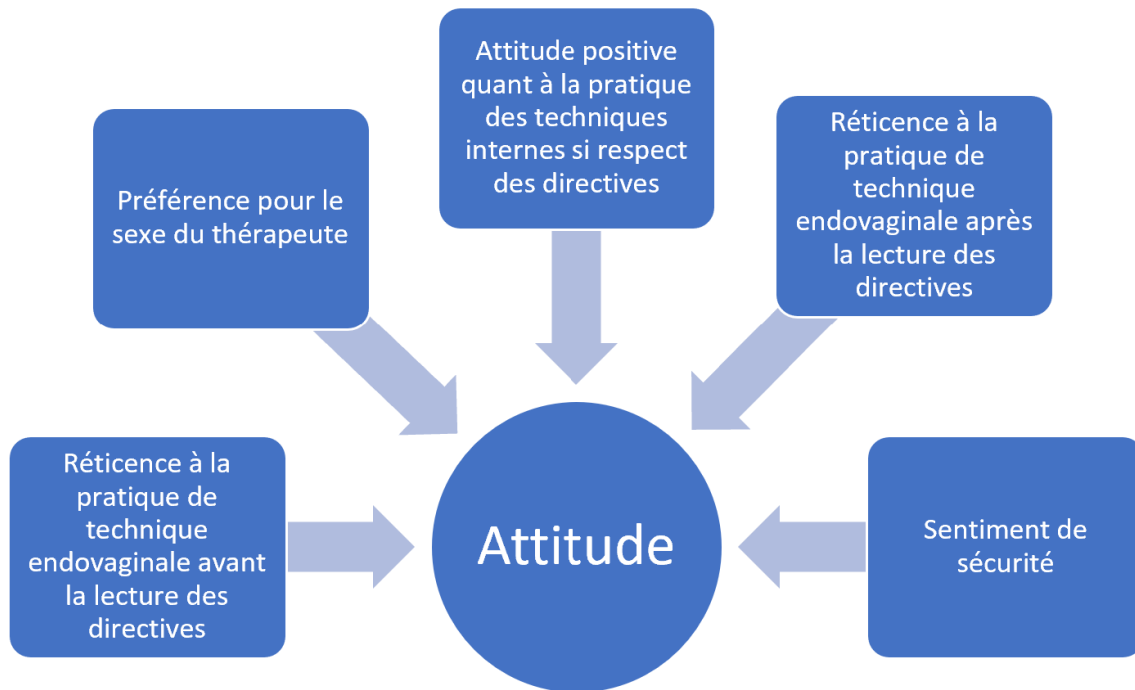 Attitude positive
quant à la pratique
des techniques
internes si respect
des directives
Préférence pour le
sexe du thérapeute
Réticence à la
pratique de
technique
endovaginale après
la lecture des
directives
Réticence à la
pratique de
technique
endovaginale avant
la lecture des
directives
Attitude
Sentiment de
sécurité